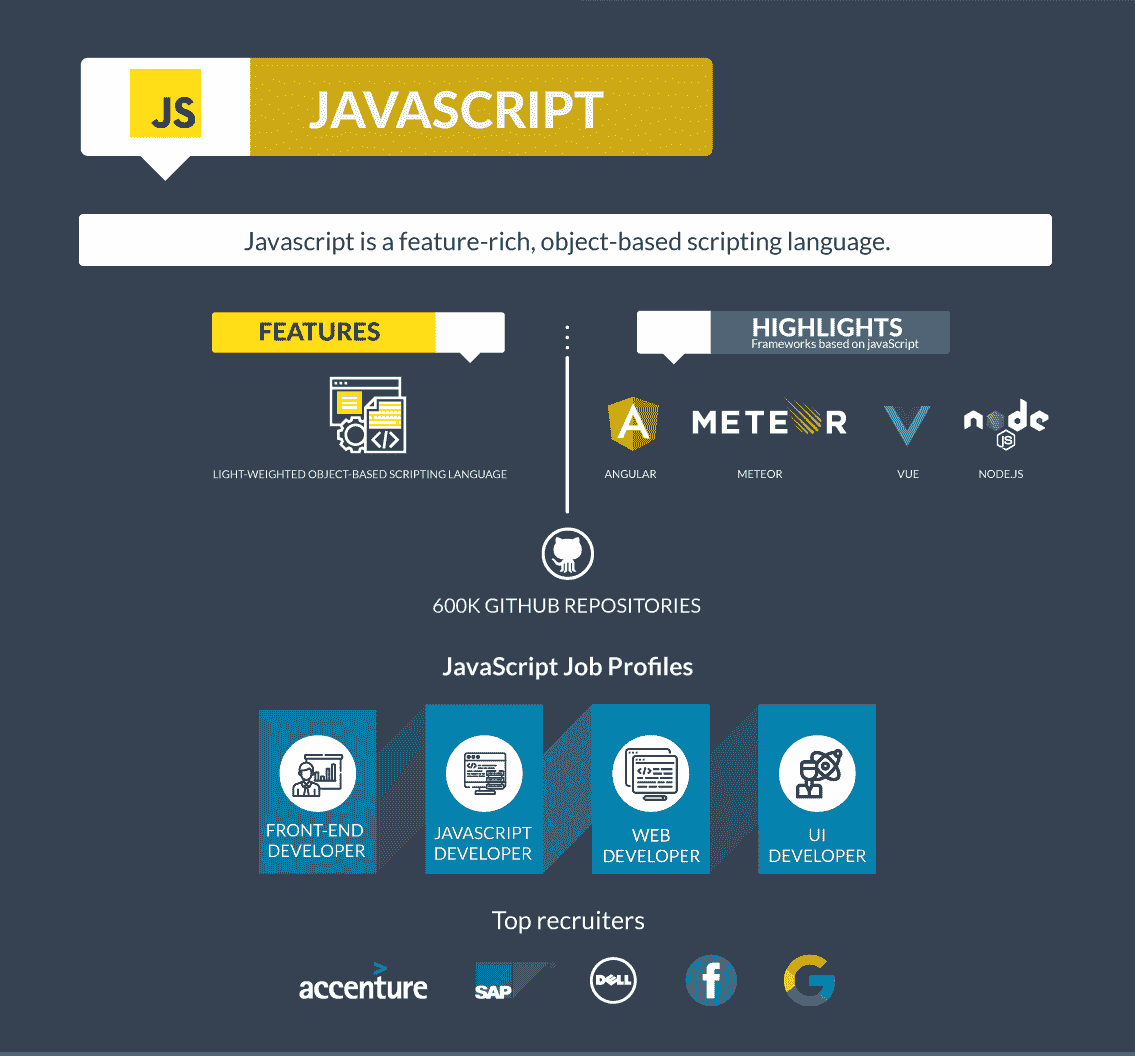 JS
JAVASCRIPT
Javascript is a feature-rich, object-based scripting language.
FEATURES
LIGHT-WEIGHTED OBJECT-BASED SCRIPTING LANGUAGE
HIGHLIGHTS
Frameworks based on javaScript
A
METEOR
node
JS
ANGULAR
METEOR
VUE
NODE.JS
600K GITHUB REPOSITORIES
JavaScript Job Profiles
FRONT-END
DEVELOPER
JAVASCRIPT
DEVELOPER
WEB
DEVELOPER
UI
DEVELOPER
Top recruiters
accenture
SAP
DELL
f
G